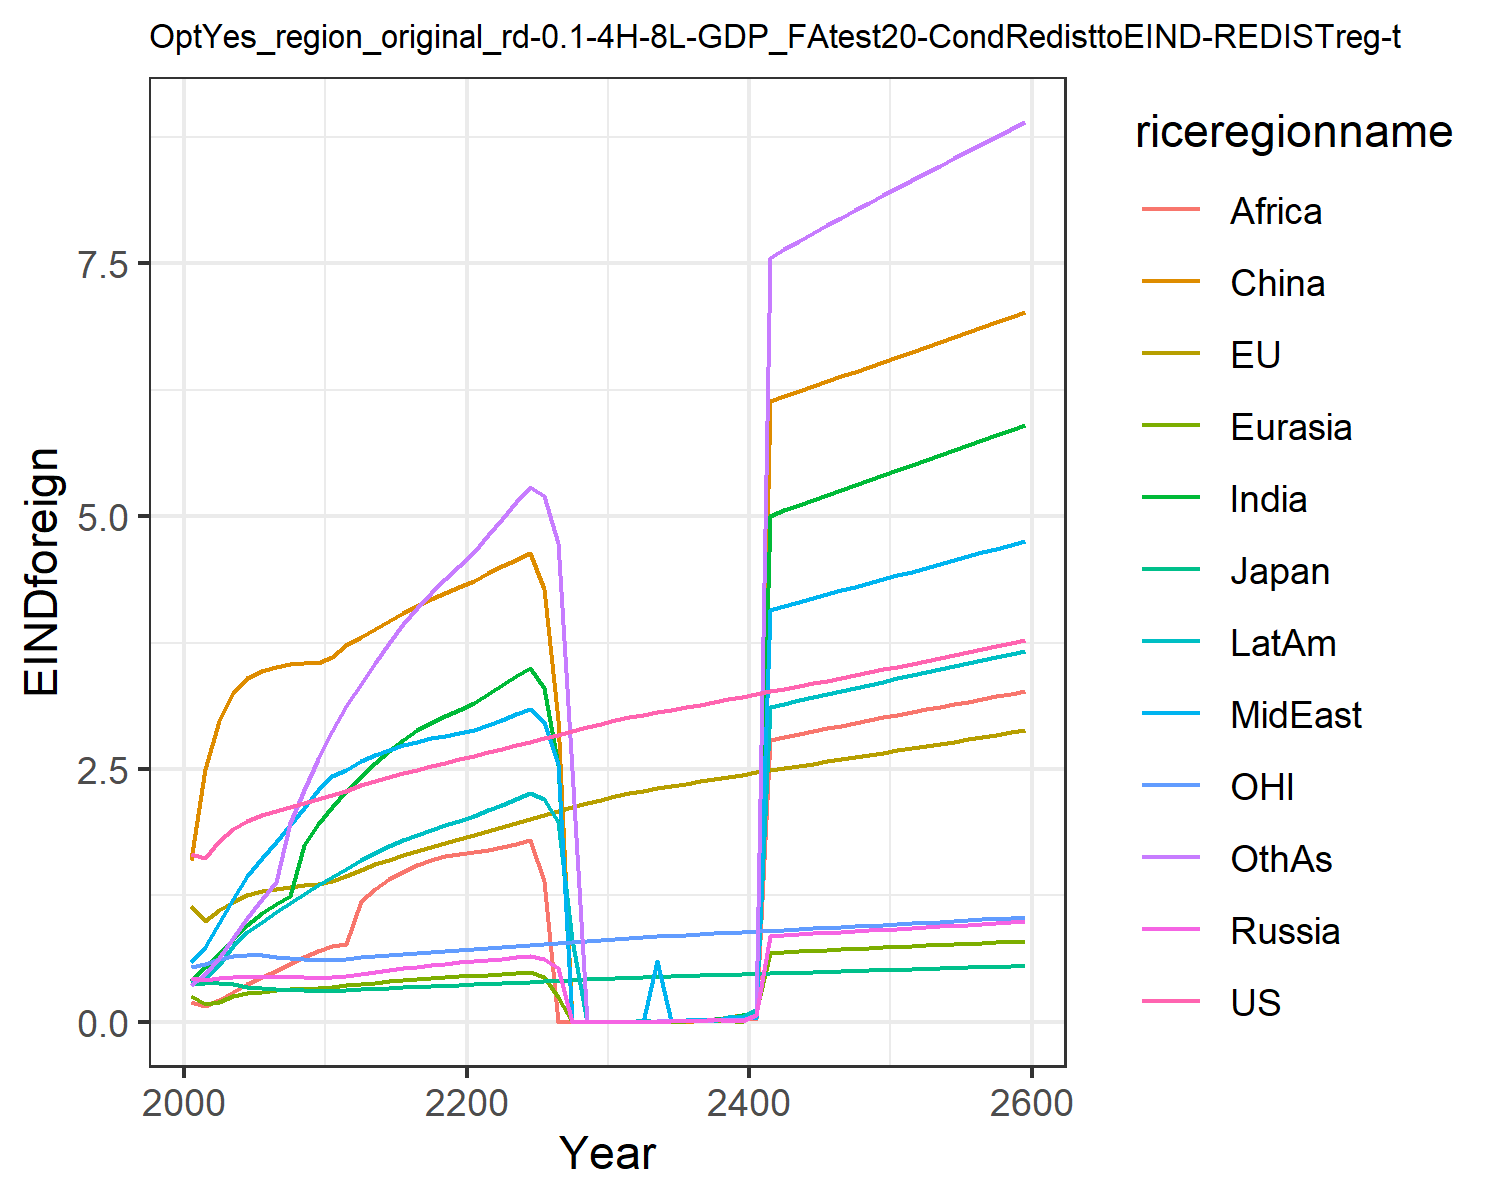 OptYes_region_original_rd-0.1-4H-8L-GDP_FAtest20-CondRedisttoEIND-REDISTreg-t
riceregionname
Africa
China
EU
Eurasia
India
Japan
LatAm
MidEast
OHI
OthAs
Russia
US
EINDforeign
7.5
5.0
2.5
0.0
2000 2200 2400 2600
Year